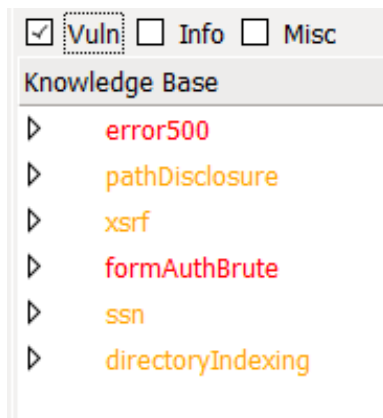 Vuln Info Misc
Knowledge Base
error500
pathDisclosure
xsrf
formAuthBrute
ssn
directoryIndexing